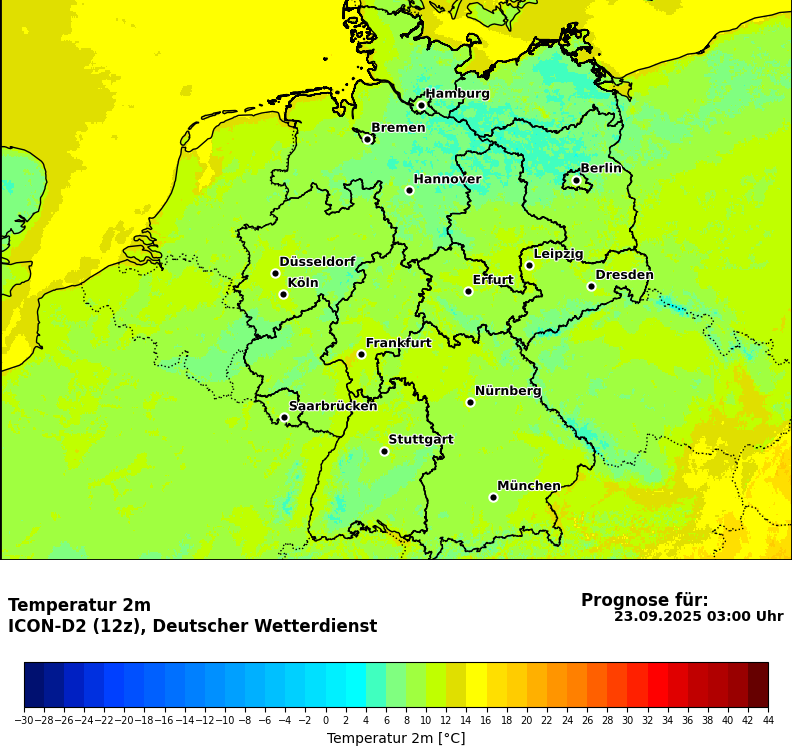 Hamburg
Bremen
Berlin
Hannover
Leipzig
Düsseldorf
Dresden
Köln
Erfurt
Frankfurt
Nürnberg
Saarbrücken
Stuttgart
München
Temperatur 2m
ICON-D2 (12z), Deutscher Wetterdienst
Prognose für:
23.09.2025 03:00 Uhr
−30 −28 −26 −24 −22 −20 −18 −16 −14 −12 −10 −8 −6 −4 −2 0 2 4 6 8 10 12 14 16 18 20 22 24 26 28 30 32 34 36 38 40 42 44
Temperatur 2m [°C]